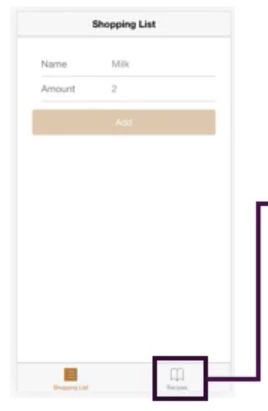 Shopping List
Name Milk
Amount 2
Add
Shopping List Recipes